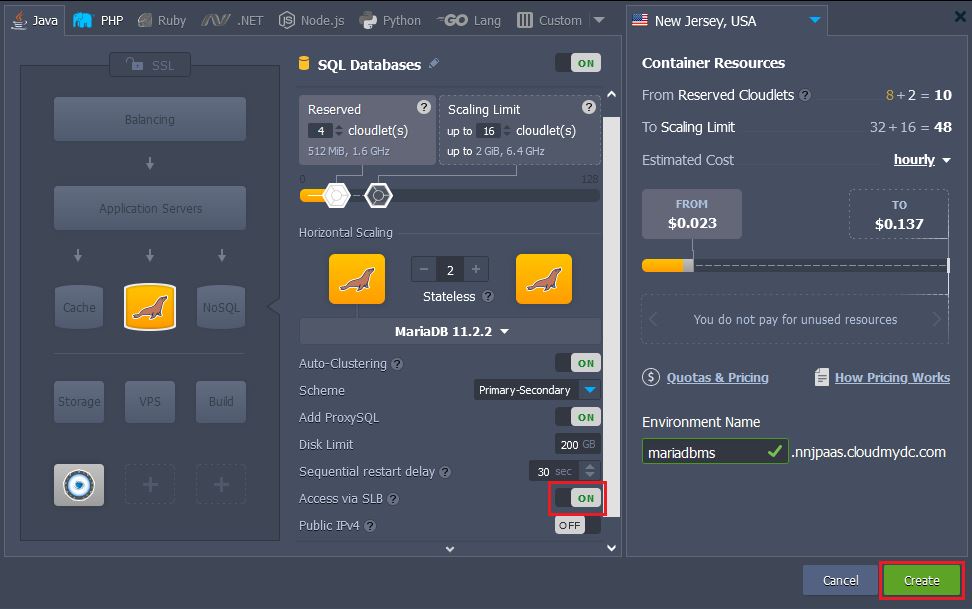 Java
PHP
Ruby
.NET
Node.js
Python
GO Lang
Custom
New Jersey, USA
SSL
Balancing
Application Servers
Cache
NoSQL
Storage
VPS
Build
SQL Databases
ON
Reserved ?
4 cloudlet(s)
512 MiB, 1.6 GHz
Scaling Limit ?
up to 16 cloudlet(s)
up to 2 GiB, 6.4 GHz
0 128
Horizontal Scaling
− 2 +
Stateless ?
MariaDB 11.2.2
Auto-Clustering ? ON
Scheme Primary-Secondary
Add ProxySQL ON
Disk Limit 200 GB
Sequential restart delay ? 30 sec
Access via SLB ? ON
Public IPv4 ? OFF
Container Resources
From Reserved Cloudlets ? 8 + 2 = 10
To Scaling Limit 32 + 16 = 48
Estimated Cost hourly
FROM
$0.023
TO
$0.137
You do not pay for unused resources
$ Quotas & Pricing
How Pricing Works
Environment Name
mariadbms .nnjpaas.cloudmydc.com
Cancel
Create